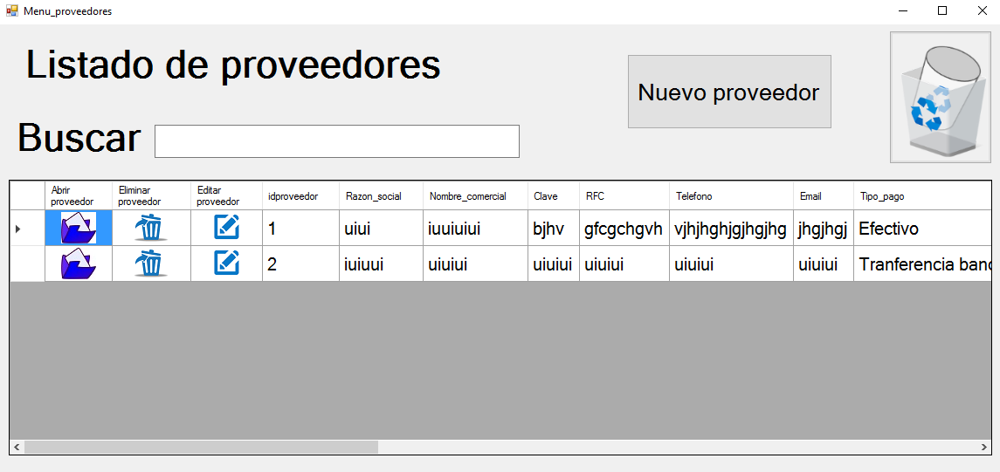 Menu_proveedores
Listado de proveedores
Nuevo proveedor
Buscar
Abrir proveedor Eliminar proveedor Editar proveedor idproveedor Razon_social Nombre_comercial Clave RFC Telefono Email Tipo_pago
1 uiui iuuiuiui bjhv gfcgchgvh vjhjhghjgjhgjhg jhgjhgj Efectivo
2 iuiuui uiuiui uiuiui uiuiui uiuiui uiuiui Tranferencia banc